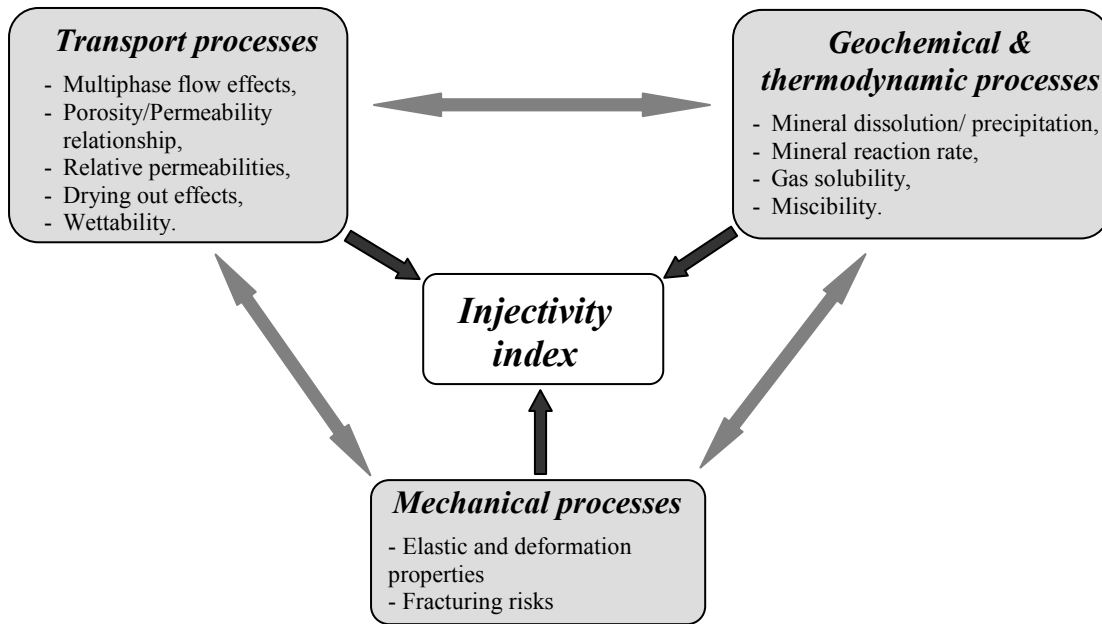 Transport processes
- Multiphase flow effects,
- Porosity/Permeability
relationship,
- Relative permeabilities,
- Drying out effects,
- Wettability.
Geochemical &
thermodynamic processes
- Mineral dissolution/ precipitation,
- Mineral reaction rate,
- Gas solubility,
- Miscibility.
Injectivity
index
Mechanical processes
- Elastic and deformation
properties
- Fracturing risks